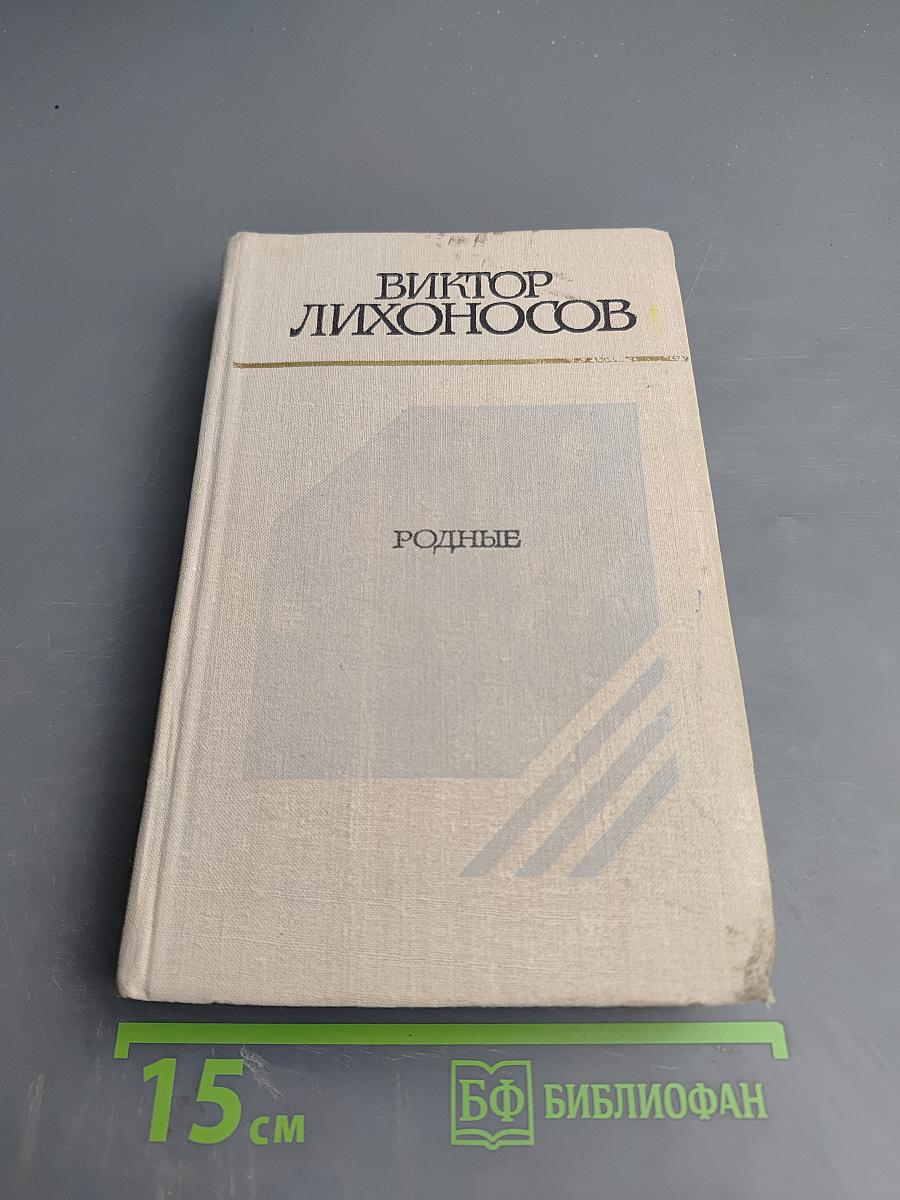 ВИКТОР
ЛИХОНОСОВ
РОДНЫЕ
15 см
БФ БИБЛИОФАН